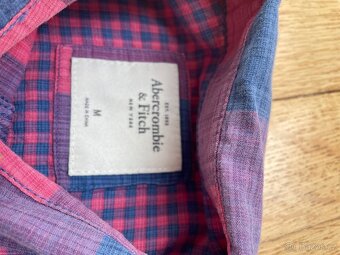 EST. 1892
Abercrombie
& Fitch
NEW YORK
M
MADE IN CHINA